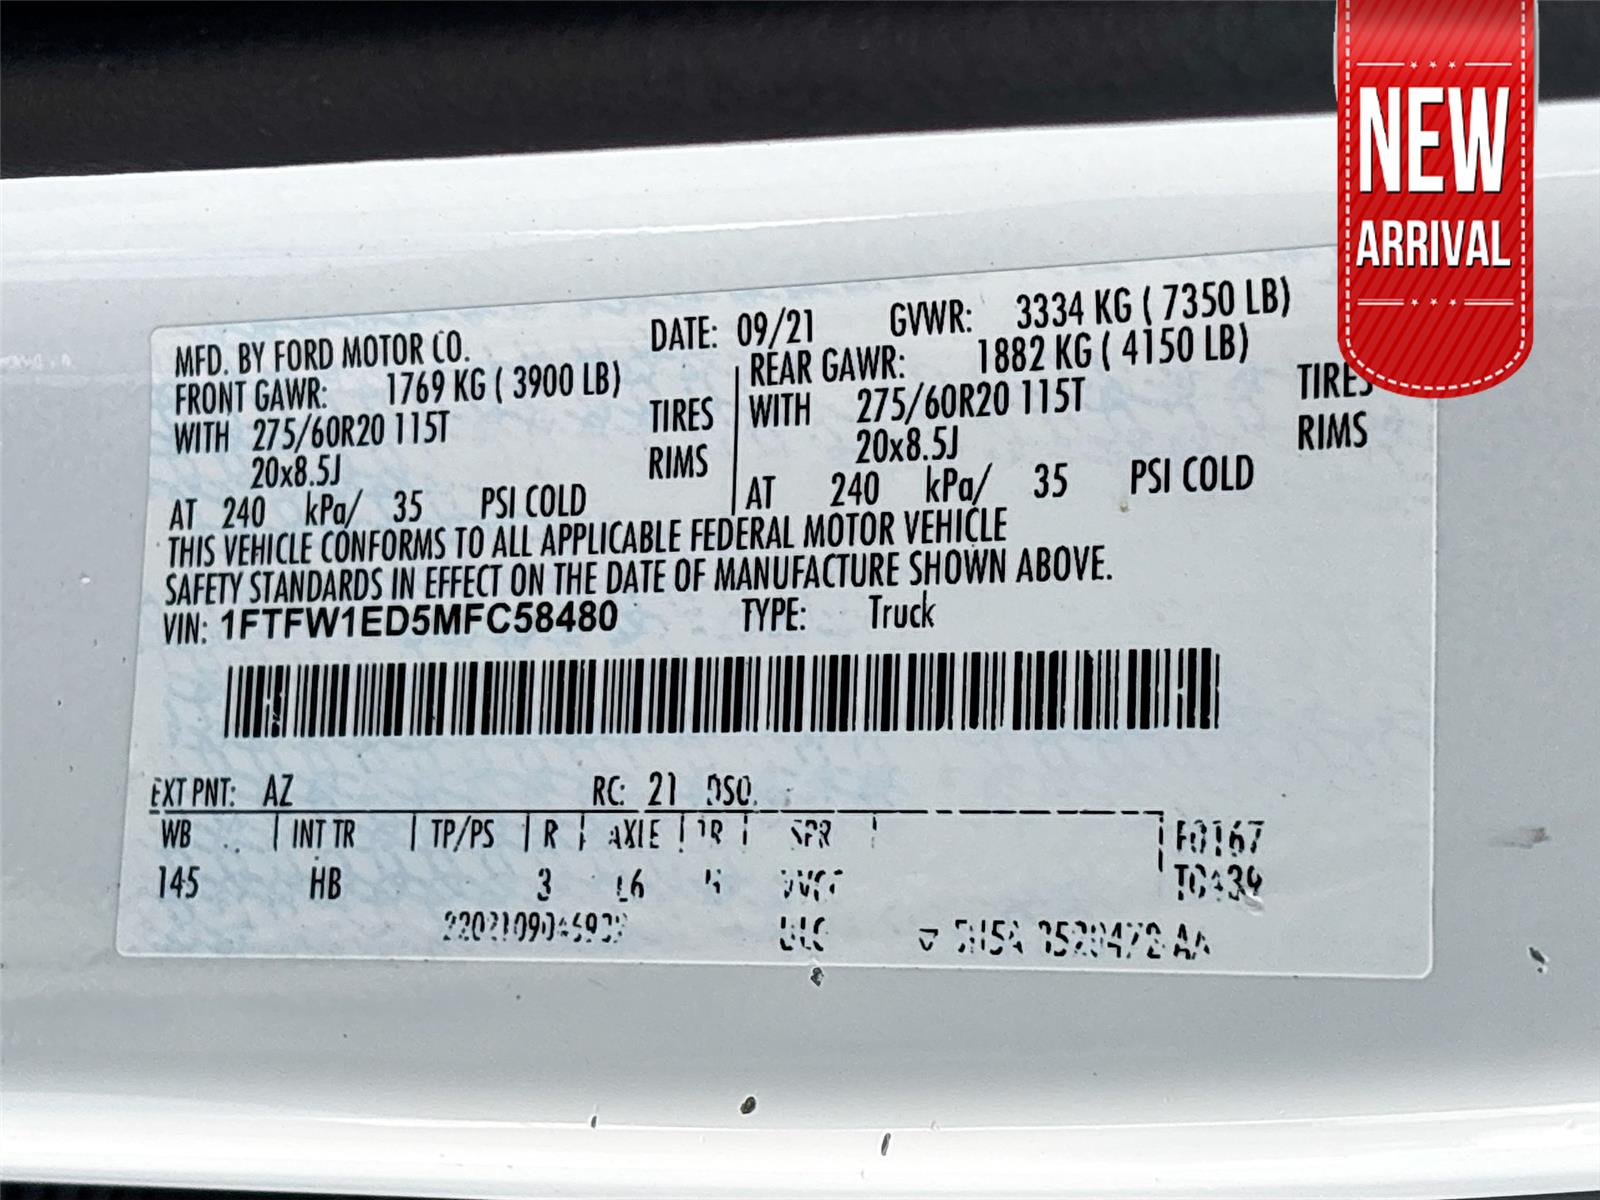 NEW
ARRIVAL
MFD. BY FORD MOTOR CO. DATE: 09/21 GVWR: 3334 KG ( 7350 LB)
FRONT GAWR: 1769 KG ( 3900 LB) REAR GAWR: 1882 KG ( 4150 LB)
WITH 275/60R20 115T TIRES WITH 275/60R20 115T TIRES
20x8.5J RIMS 20x8.5J RIMS
AT 240 kPa/ 35 PSI COLD AT 240 kPa/ 35 PSI COLD
THIS VEHICLE CONFORMS TO ALL APPLICABLE FEDERAL MOTOR VEHICLE
SAFETY STANDARDS IN EFFECT ON THE DATE OF MANUFACTURE SHOWN ABOVE.
VIN: 1FTFW1ED5MFC58480 TYPE: Truck
EXT PNT: AZ RC: 21 DSO:
WB INT TR TP/PS R AXLE TR SPR F0167
145 HB 3 L6